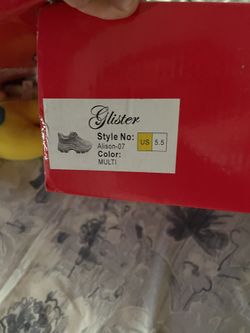 Glister
Style No:
Alison-07
Color:
MULTI
US 5.5